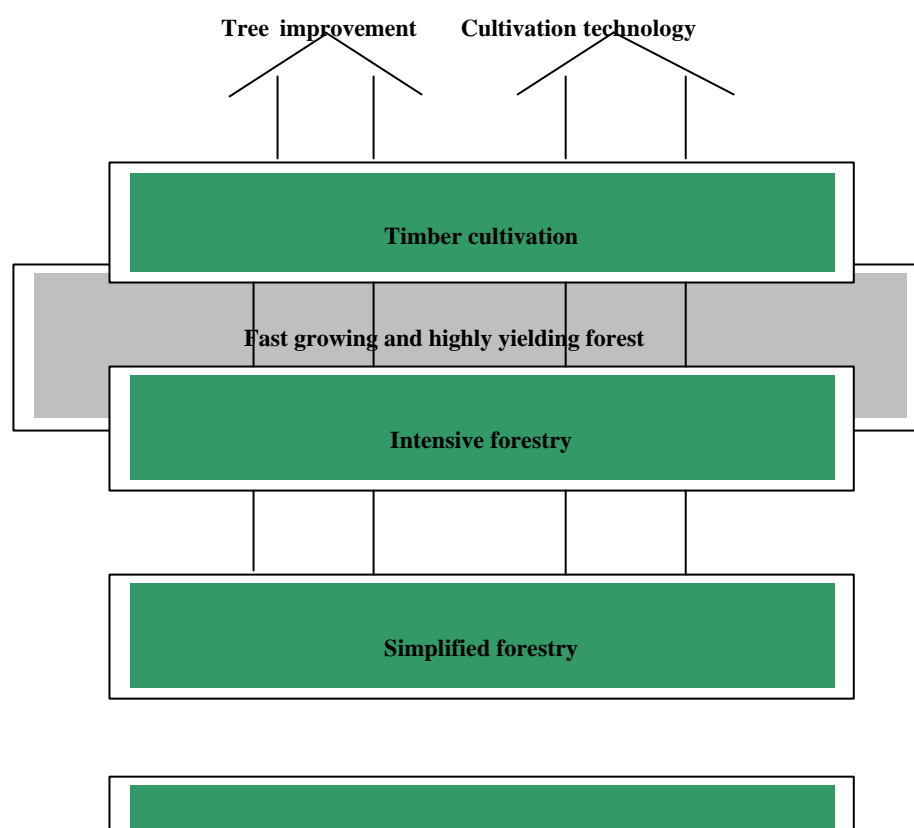 Tree improvement Cultivation technology
Timber cultivation
Fast growing and highly yielding forest
Intensive forestry
Simplified forestry